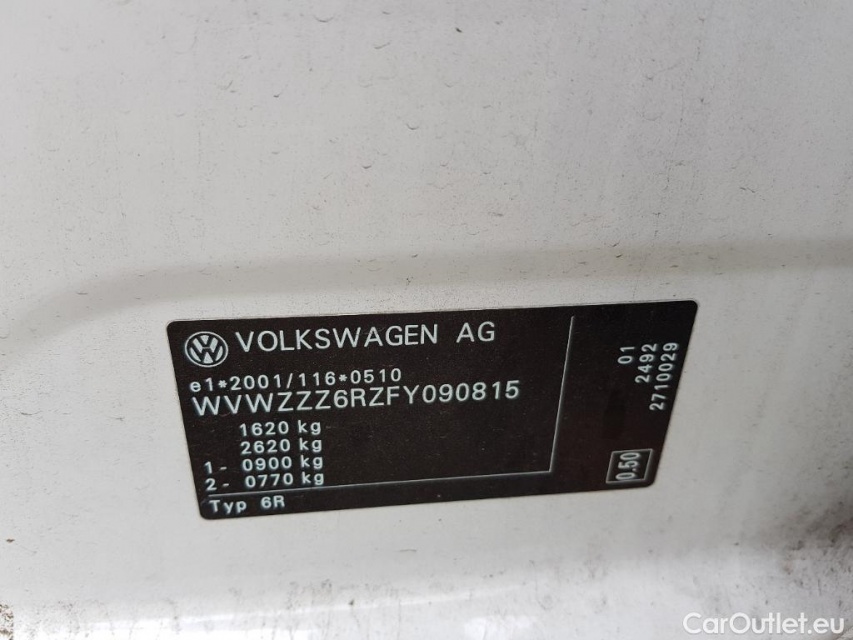 VOLKSWAGEN AG
e1*2001/116*0510
WVWZZZ6RZFY090815
1620 kg
2620 kg
1- 0900 kg
2- 0770 kg
Typ 6R
01
2492
2710029
0.50
CarOutlet.eu